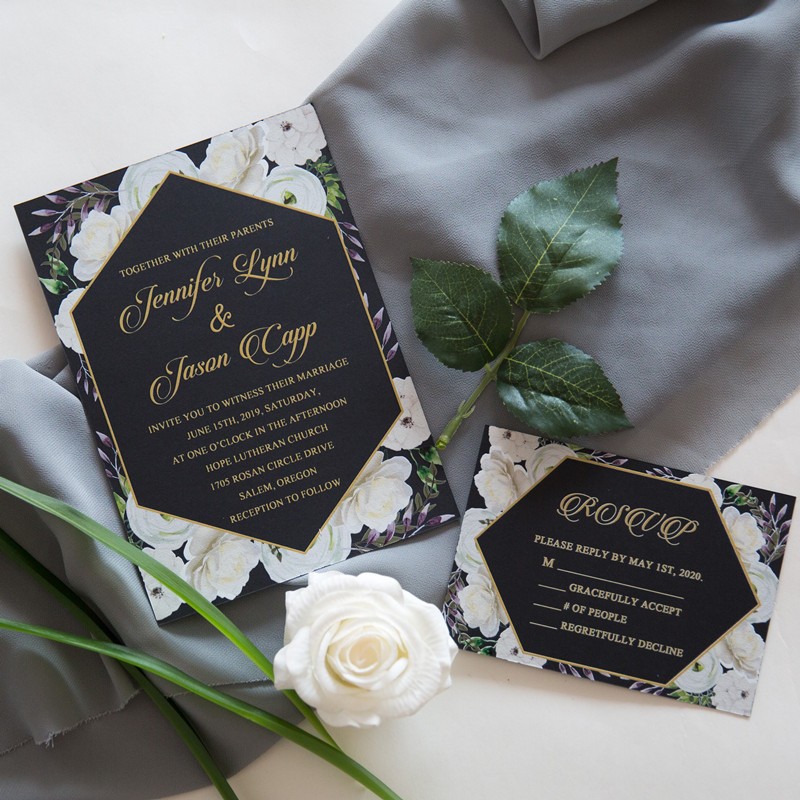 TOGETHER WITH THEIR PARENTS
Jennifer Lynn
&
Jason Capp
INVITE YOU TO WITNESS THEIR MARRIAGE
JUNE 15TH, 2019, SATURDAY,
AT ONE O'CLOCK IN THE AFTERNOON
HOPE LUTHERAN CHURCH
1705 ROSAN CIRCLE DRIVE
SALEM, OREGON
RECEPTION TO FOLLOW
RSVP
PLEASE REPLY BY MAY 1ST, 2020.
M
GRACEFULLY ACCEPT
# OF PEOPLE
REGRETFULLY DECLINE